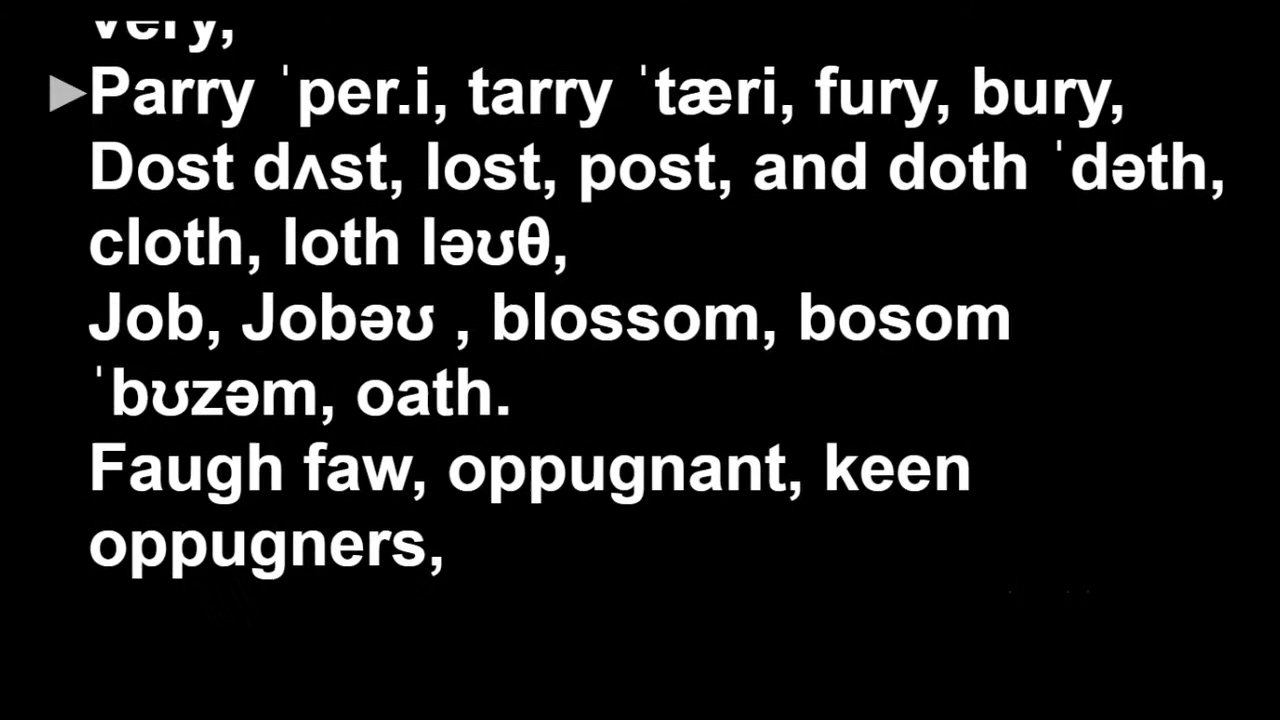 very,
Parry ˈper.i, tarry ˈtæri, fury, bury,
Dost dʌst, lost, post, and doth ˈdəth,
cloth, loth ləʊθ,
Job, Jobəʊ , blossom, bosom
ˈbʊzəm, oath.
Faugh faw, oppugnant, keen
oppugners,